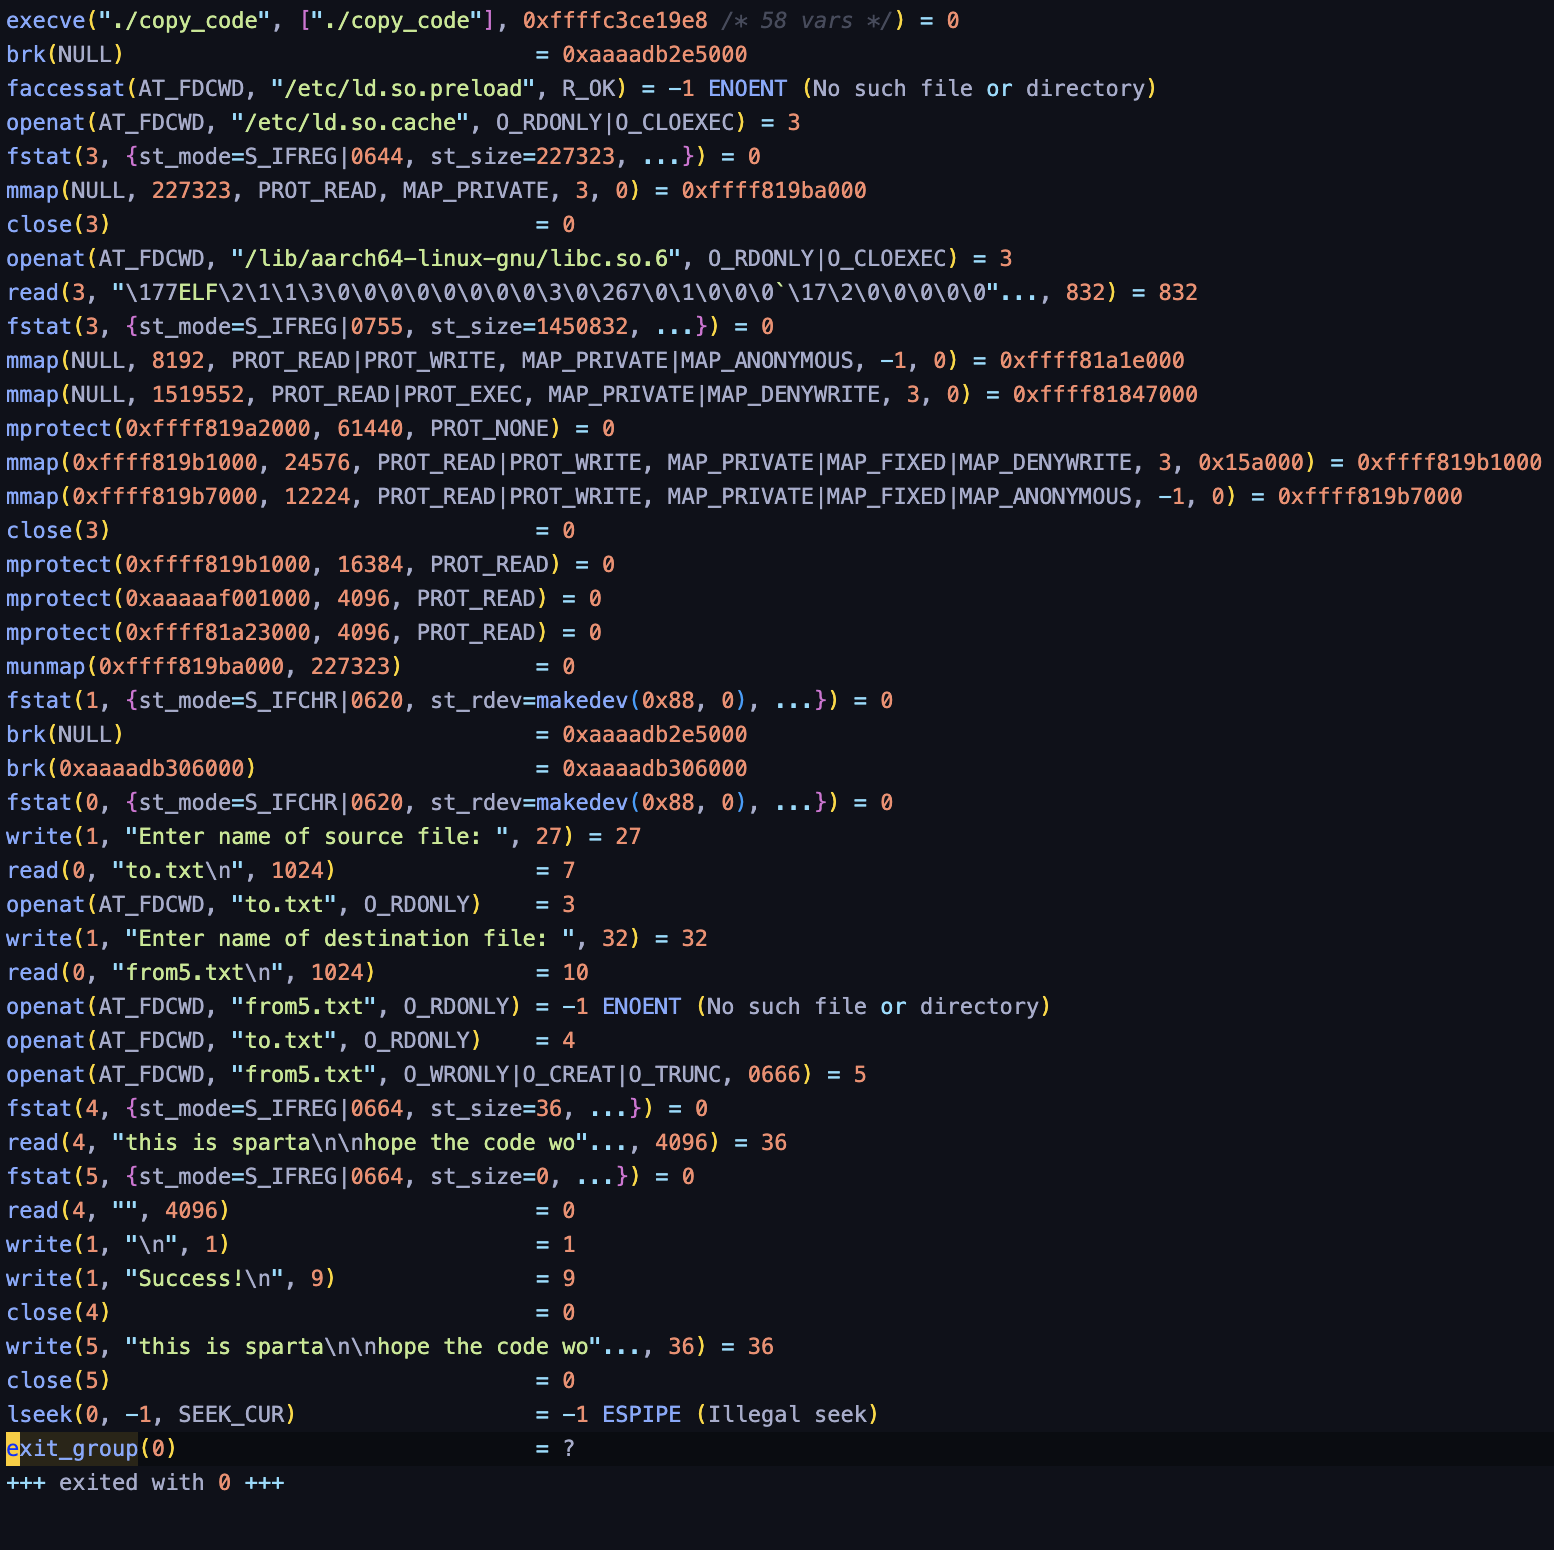 execve("./copy_code", ["./copy_code"], 0xffffc3ce19e8 /* 58 vars */) = 0
brk(NULL)                               = 0xaaaadb2e5000
faccessat(AT_FDCWD, "/etc/ld.so.preload", R_OK) = -1 ENOENT (No such file or directory)
openat(AT_FDCWD, "/etc/ld.so.cache", O_RDONLY|O_CLOEXEC) = 3
fstat(3, {st_mode=S_IFREG|0644, st_size=227323, ...}) = 0
mmap(NULL, 227323, PROT_READ, MAP_PRIVATE, 3, 0) = 0xffff819ba000
close(3)                                = 0
openat(AT_FDCWD, "/lib/aarch64-linux-gnu/libc.so.6", O_RDONLY|O_CLOEXEC) = 3
read(3, "\177ELF\2\1\1\3\0\0\0\0\0\0\0\0\3\0\267\0\1\0\0\0`\17\2\0\0\0\0\0"..., 832) = 832
fstat(3, {st_mode=S_IFREG|0755, st_size=1450832, ...}) = 0
mmap(NULL, 8192, PROT_READ|PROT_WRITE, MAP_PRIVATE|MAP_ANONYMOUS, -1, 0) = 0xffff81a1e000
mmap(NULL, 1519552, PROT_READ|PROT_EXEC, MAP_PRIVATE|MAP_DENYWRITE, 3, 0) = 0xffff81847000
mprotect(0xffff819a2000, 61440, PROT_NONE) = 0
mmap(0xffff819b1000, 24576, PROT_READ|PROT_WRITE, MAP_PRIVATE|MAP_FIXED|MAP_DENYWRITE, 3, 0x15a000) = 0xffff819b1000
mmap(0xffff819b7000, 12224, PROT_READ|PROT_WRITE, MAP_PRIVATE|MAP_FIXED|MAP_ANONYMOUS, -1, 0) = 0xffff819b7000
close(3)                                = 0
mprotect(0xffff819b1000, 16384, PROT_READ) = 0
mprotect(0xaaaaaf001000, 4096, PROT_READ) = 0
mprotect(0xffff81a23000, 4096, PROT_READ) = 0
munmap(0xffff819ba000, 227323)          = 0
fstat(1, {st_mode=S_IFCHR|0620, st_rdev=makedev(0x88, 0), ...}) = 0
brk(NULL)                               = 0xaaaadb2e5000
brk(0xaaaadb306000)                     = 0xaaaadb306000
fstat(0, {st_mode=S_IFCHR|0620, st_rdev=makedev(0x88, 0), ...}) = 0
write(1, "Enter name of source file: ", 27) = 27
read(0, "to.txt\n", 1024)               = 7
openat(AT_FDCWD, "to.txt", O_RDONLY)    = 3
write(1, "Enter name of destination file: ", 32) = 32
read(0, "from5.txt\n", 1024)            = 10
openat(AT_FDCWD, "from5.txt", O_RDONLY) = -1 ENOENT (No such file or directory)
openat(AT_FDCWD, "to.txt", O_RDONLY)    = 4
openat(AT_FDCWD, "from5.txt", O_WRONLY|O_CREAT|O_TRUNC, 0666) = 5
fstat(4, {st_mode=S_IFREG|0664, st_size=36, ...}) = 0
read(4, "this is sparta\n\nhope the code wo"..., 4096) = 36
fstat(5, {st_mode=S_IFREG|0664, st_size=0, ...}) = 0
read(4, "", 4096)                       = 0
write(1, "\n", 1)                       = 1
write(1, "Success!\n", 9)               = 9
close(4)                                = 0
write(5, "this is sparta\n\nhope the code wo"..., 36) = 36
close(5)                                = 0
lseek(0, -1, SEEK_CUR)                  = -1 ESPIPE (Illegal seek)
exit_group(0)                           = ?
+++ exited with 0 +++